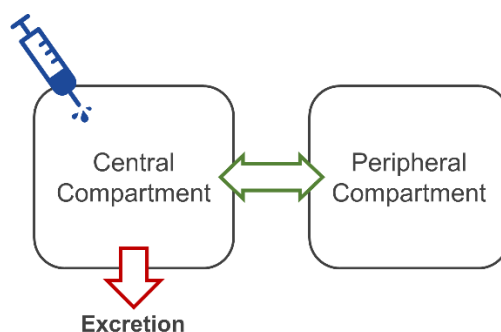 Central
Compartment
Peripheral
Compartment
Excretion